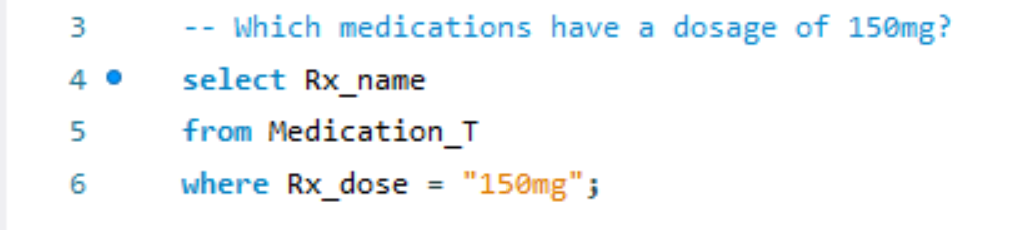 3 -- Which medications have a dosage of 150mg?
4 select Rx_name
5 from Medication_T
6 where Rx_dose = "150mg";